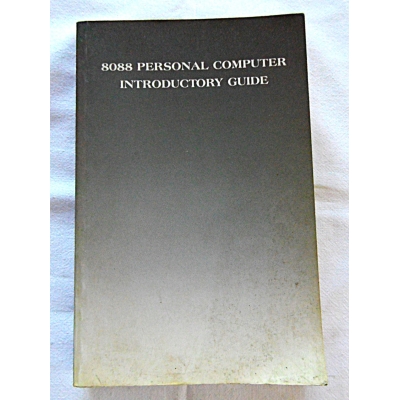 8088 PERSONAL COMPUTER
INTRODUCTORY GUIDE